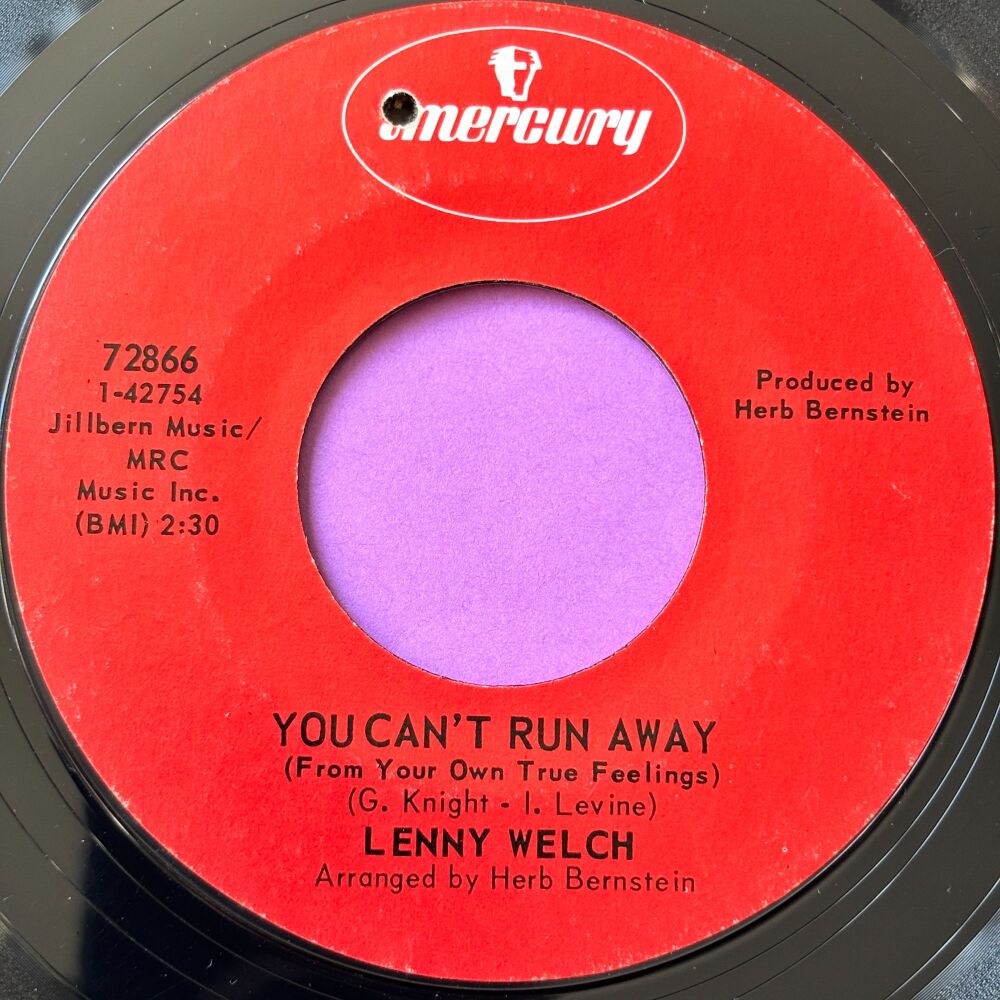 mercury
72866
1-42754
Jillbern Music/
MRC
Music Inc.
(BMI) 2:30
Produced by
Herb Bernstein
YOU CAN'T RUN AWAY
(From Your Own True Feelings)
(G. Knight - I. Levine)
LENNY WELCH
Arranged by Herb Bernstein